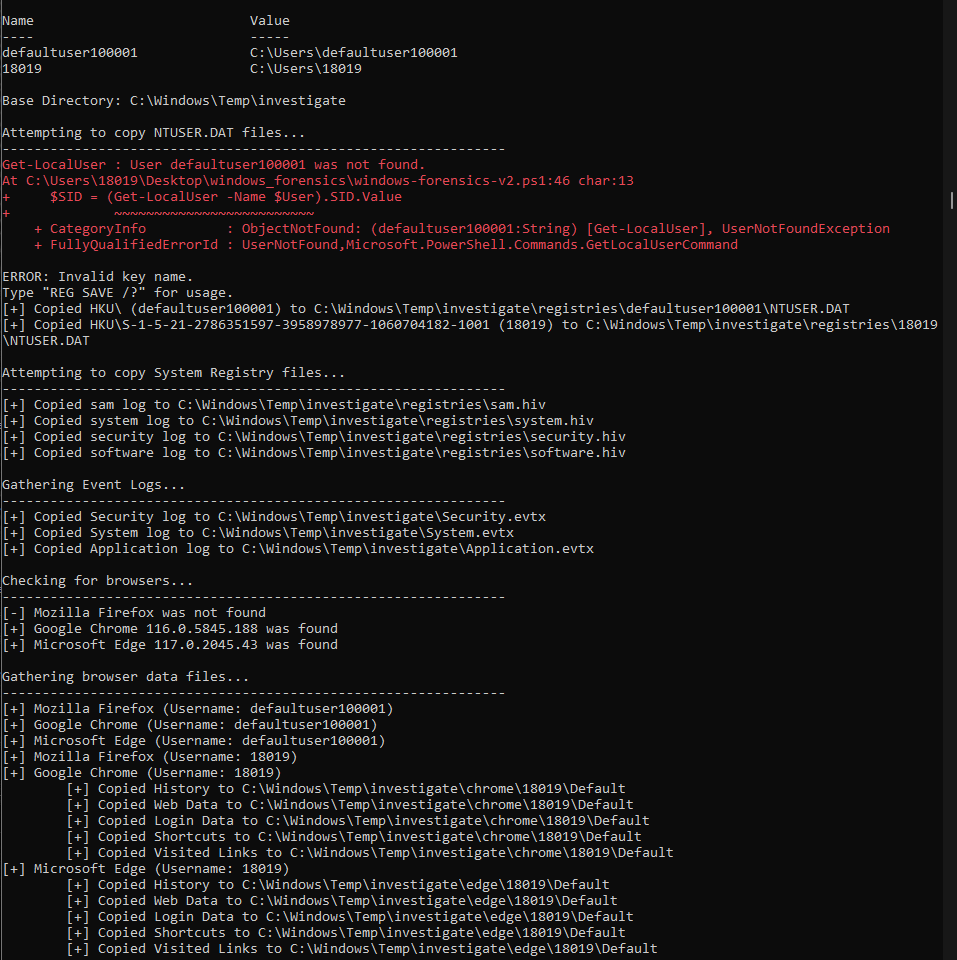 Name                           Value
----                           -----
defaultuser100001              C:\Users\defaultuser100001
18019                          C:\Users\18019
Base Directory: C:\Windows\Temp\investigate
Attempting to copy NTUSER.DAT files...
---------------------------------------------------------------
Get-LocalUser : User defaultuser100001 was not found.
At C:\Users\18019\Desktop\windows_forensics\windows-forensics-v2.ps1:46 char:13
+     $SID = (Get-LocalUser -Name $User).SID.Value
+             ~~~~~~~~~~~~~~~~~~~~~~~~~
    + CategoryInfo          : ObjectNotFound: (defaultuser100001:String) [Get-LocalUser], UserNotFoundException
    + FullyQualifiedErrorId : UserNotFound,Microsoft.PowerShell.Commands.GetLocalUserCommand
ERROR: Invalid key name.
Type "REG SAVE /?" for usage.
[+] Copied HKU\ (defaultuser100001) to C:\Windows\Temp\investigate\registries\defaultuser100001\NTUSER.DAT
[+] Copied HKU\S-1-5-21-2786351597-3958978977-1060704182-1001 (18019) to C:\Windows\Temp\investigate\registries\18019
\NTUSER.DAT
Attempting to copy System Registry files...
---------------------------------------------------------------
[+] Copied sam log to C:\Windows\Temp\investigate\registries\sam.hiv
[+] Copied system log to C:\Windows\Temp\investigate\registries\system.hiv
[+] Copied security log to C:\Windows\Temp\investigate\registries\security.hiv
[+] Copied software log to C:\Windows\Temp\investigate\registries\software.hiv
Gathering Event Logs...
---------------------------------------------------------------
[+] Copied Security log to C:\Windows\Temp\investigate\Security.evtx
[+] Copied System log to C:\Windows\Temp\investigate\System.evtx
[+] Copied Application log to C:\Windows\Temp\investigate\Application.evtx
Checking for browsers...
---------------------------------------------------------------
[-] Mozilla Firefox was not found
[+] Google Chrome 116.0.5845.188 was found
[+] Microsoft Edge 117.0.2045.43 was found
Gathering browser data files...
---------------------------------------------------------------
[+] Mozilla Firefox (Username: defaultuser100001)
[+] Google Chrome (Username: defaultuser100001)
[+] Microsoft Edge (Username: defaultuser100001)
[+] Mozilla Firefox (Username: 18019)
[+] Google Chrome (Username: 18019)
        [+] Copied History to C:\Windows\Temp\investigate\chrome\18019\Default
        [+] Copied Web Data to C:\Windows\Temp\investigate\chrome\18019\Default
        [+] Copied Login Data to C:\Windows\Temp\investigate\chrome\18019\Default
        [+] Copied Shortcuts to C:\Windows\Temp\investigate\chrome\18019\Default
        [+] Copied Visited Links to C:\Windows\Temp\investigate\chrome\18019\Default
[+] Microsoft Edge (Username: 18019)
        [+] Copied History to C:\Windows\Temp\investigate\edge\18019\Default
        [+] Copied Web Data to C:\Windows\Temp\investigate\edge\18019\Default
        [+] Copied Login Data to C:\Windows\Temp\investigate\edge\18019\Default
        [+] Copied Shortcuts to C:\Windows\Temp\investigate\edge\18019\Default
        [+] Copied Visited Links to C:\Windows\Temp\investigate\edge\18019\Default